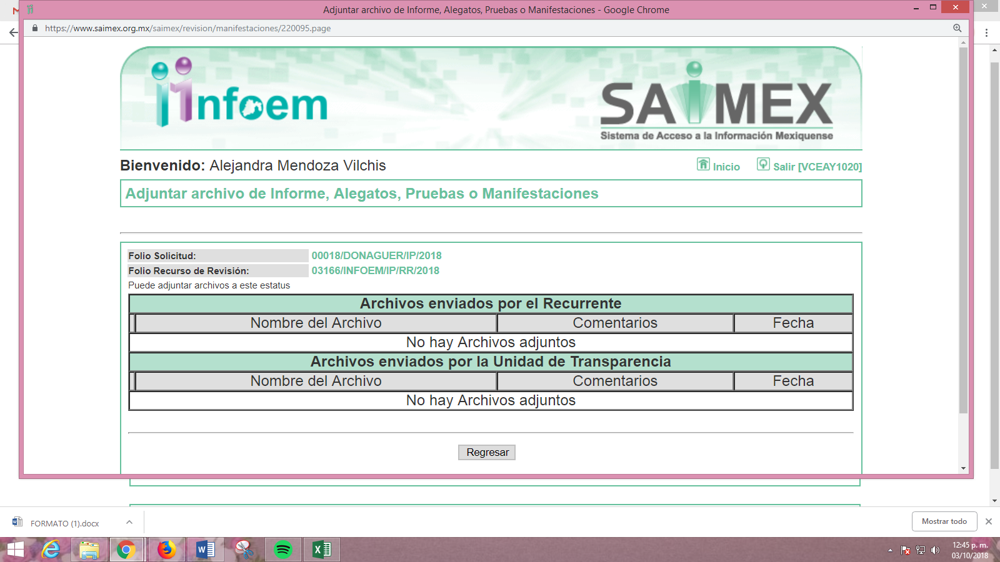 Adjuntar archivo de Informe, Alegatos, Pruebas o Manifestaciones - Google Chrome
https://www.saimex.org.mx/saimex/revision/manifestaciones/220095.page
infoem
SAIMEX
Sistema de Acceso a la Información Mexiquense
Bienvenido: Alejandra Mendoza Vilchis
Inicio
Salir [VCEAY1020]
Adjuntar archivo de Informe, Alegatos, Pruebas o Manifestaciones
Folio Solicitud: 00018/DONAGUER/IP/2018
Folio Recurso de Revisión: 03166/INFOEM/IP/RR/2018
Puede adjuntar archivos a este estatus
Archivos enviados por el Recurrente
Nombre del Archivo Comentarios Fecha
No hay Archivos adjuntos
Archivos enviados por la Unidad de Transparencia
Nombre del Archivo Comentarios Fecha
No hay Archivos adjuntos
Regresar
FORMATO (1).docx
Mostrar todo
12:45 p. m.
03/10/2018